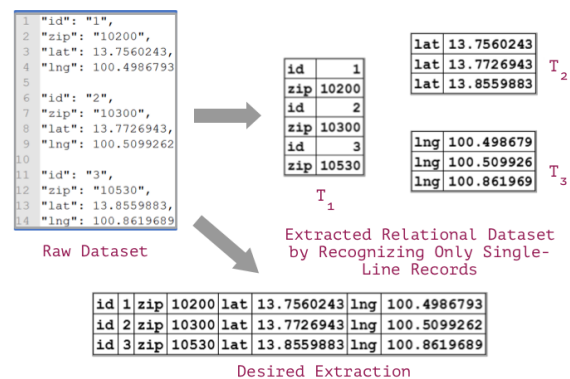 1 "id": "1",
2 "zip": "10200",
3 "lat": 13.7560243,
4 "lng": 100.4986793
5
6 "id": "2",
7 "zip": "10300",
8 "lat": 13.7726943,
9 "lng": 100.5099262
10
11 "id": "3",
12 "zip": "10530",
13 "lat": 13.8559883,
14 "lng": 100.8619689
Raw Dataset
id 1
zip 10200
id 2
zip 10300
id 3
zip 10530
T1
lat 13.7560243
lat 13.7726943
lat 13.8559883
T2
lng 100.498679
lng 100.509926
lng 100.861969
T3
Extracted Relational Dataset
by Recognizing Only Single-
Line Records
id 1 zip 10200 lat 13.7560243 lng 100.4986793
id 2 zip 10300 lat 13.7726943 lng 100.5099262
id 3 zip 10530 lat 13.8559883 lng 100.8619689
Desired Extraction